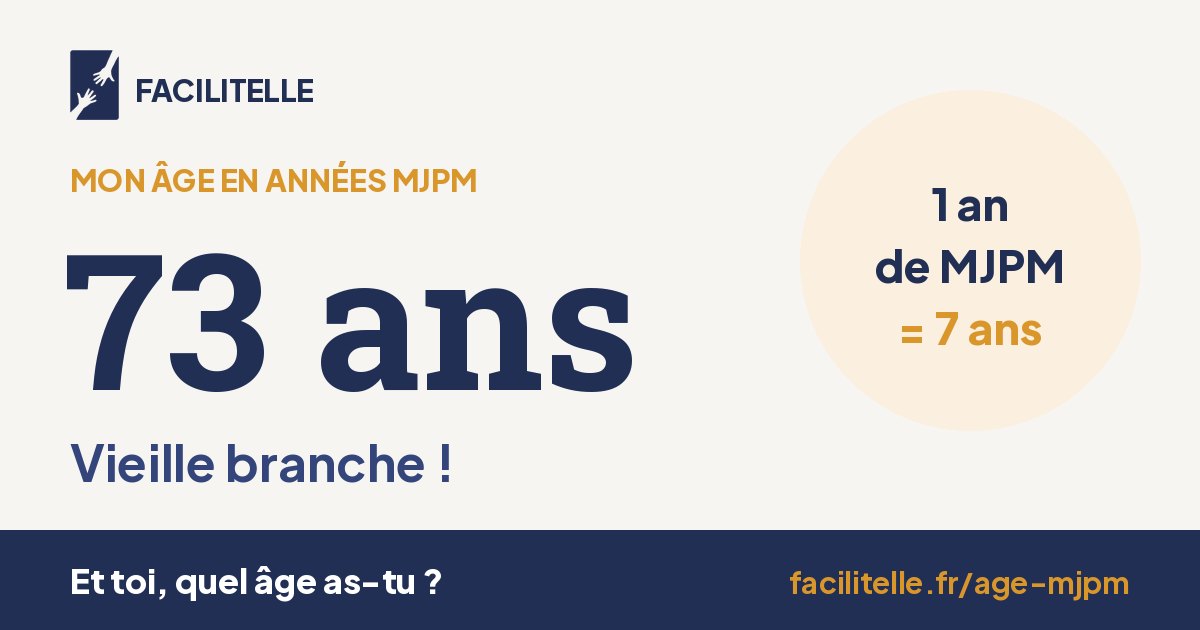 FACILITELLE
MON ÂGE EN ANNÉES MJPM
73 ans
Vieille branche !
1 an
de MJPM
= 7 ans
Et toi, quel âge as-tu ?
facilitelle.fr/age-mjpm